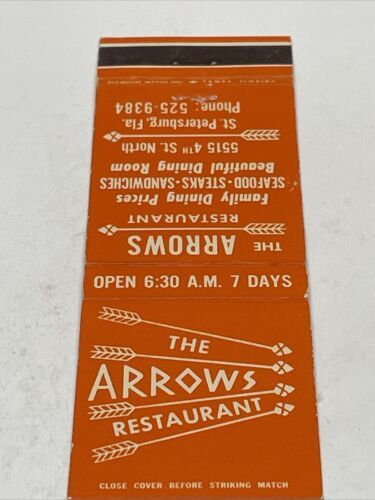 THE
ARROWS
RESTAURANT
CLOSE COVER BEFORE STRIKING MATCH
OPEN 6:30 A.M. 7 DAYS
THE
ARROWS
RESTAURANT
Family Dining Prices
SEAFOOD - STEAKS - SANDWICHES
Beautiful Dining Room
5515 4TH St. North
St. Petersburg, Fla.
Phone: 525-9384